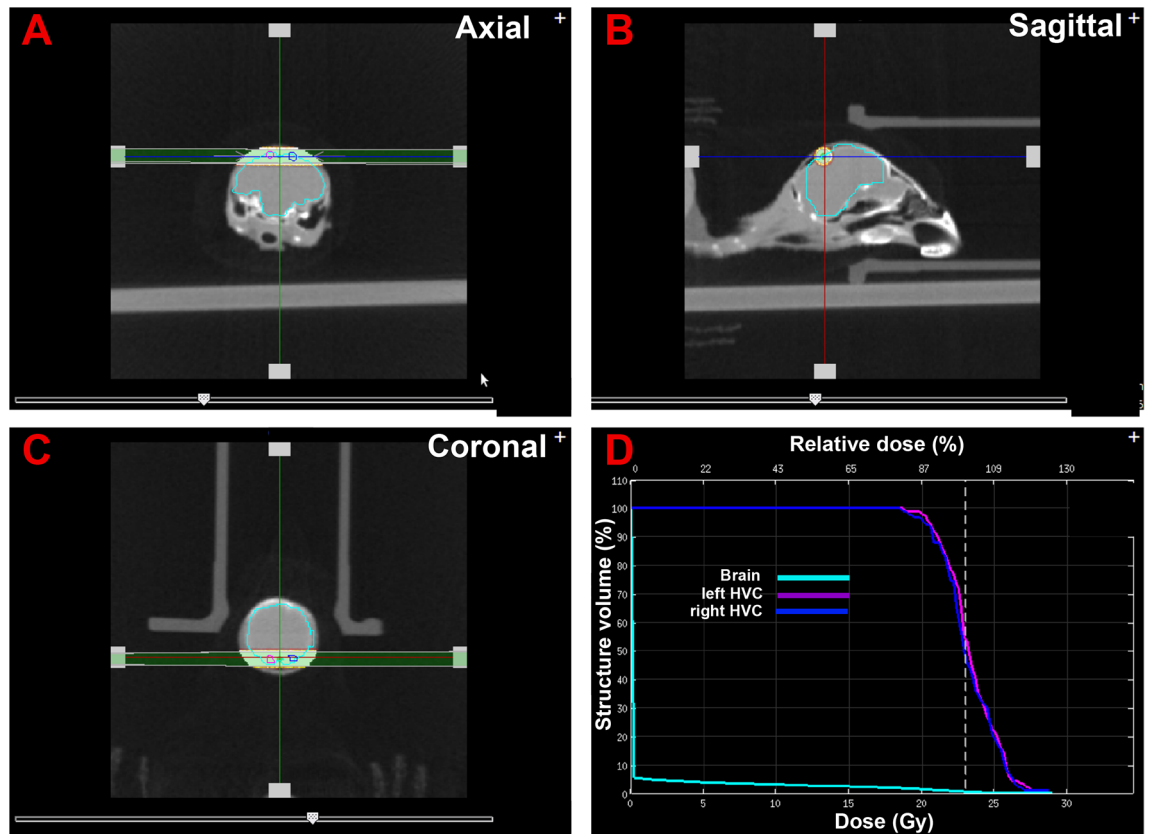 A
Axial
+
B
Sagittal
+
C
Coronal
+
D
+
Relative dose (%)
0 22 43 65 87 109 130
110
100
90
80
70
60
50
40
30
20
10
0
Structure volume (%)
Brain
left HVC
right HVC
0 5 10 15 20 25 30
Dose (Gy)